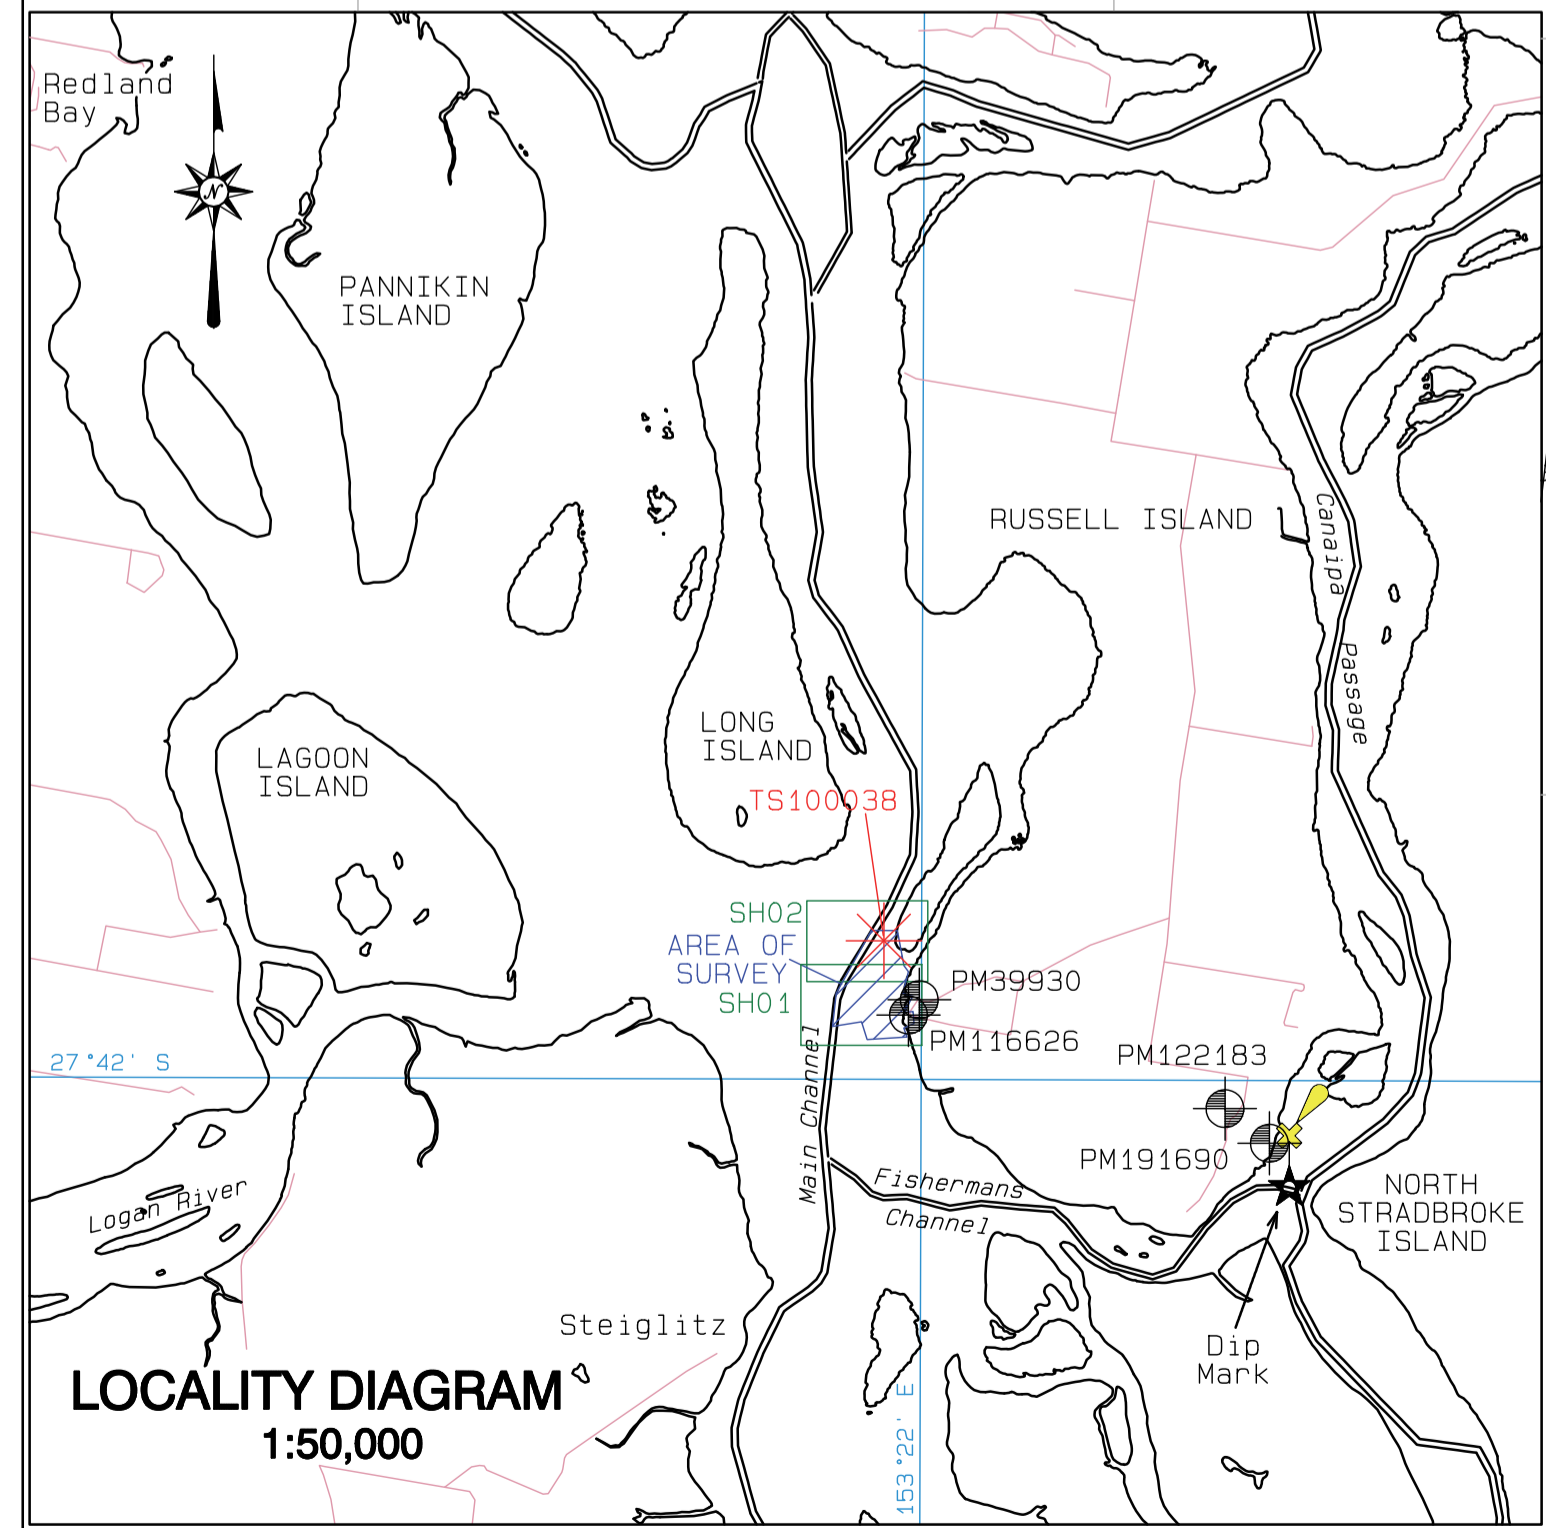 Redland
Bay
N
PANNIKIN
ISLAND
RUSSELL ISLAND
Canaipa
Passage
LONG
ISLAND
LAGOON
ISLAND
TS100038
SH02
AREA OF
SURVEY
SH01
PM39930
PM116626
PM122183
27°42' S
Main Channel
PM191690
Fishermans
Channel
NORTH
STRADBROKE
ISLAND
Logan River
Steiglitz
Dip
Mark
153°22' E
LOCALITY DIAGRAM
1:50,000